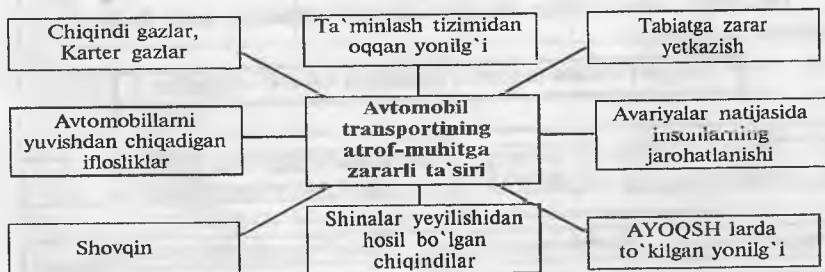 Chiqindi gazlar,
Karter gazlar
Ta`minlash tizimidan
oqqan yonilg`i
Tabiatga zarar
yetkazish
Avtomobillarni
yuvishdan chiqadigan
iflosliklar
Avtomobil
transportining
atrof-muhitga
zararli ta`siri
Avariyalar natijasida
insonlarning
jarohatlanishi
Shovqin
Shinalar yeyilishidan
hosil bo`lgan
chiqindilar
AYOQSH larda
to`kilgan yonilg`i